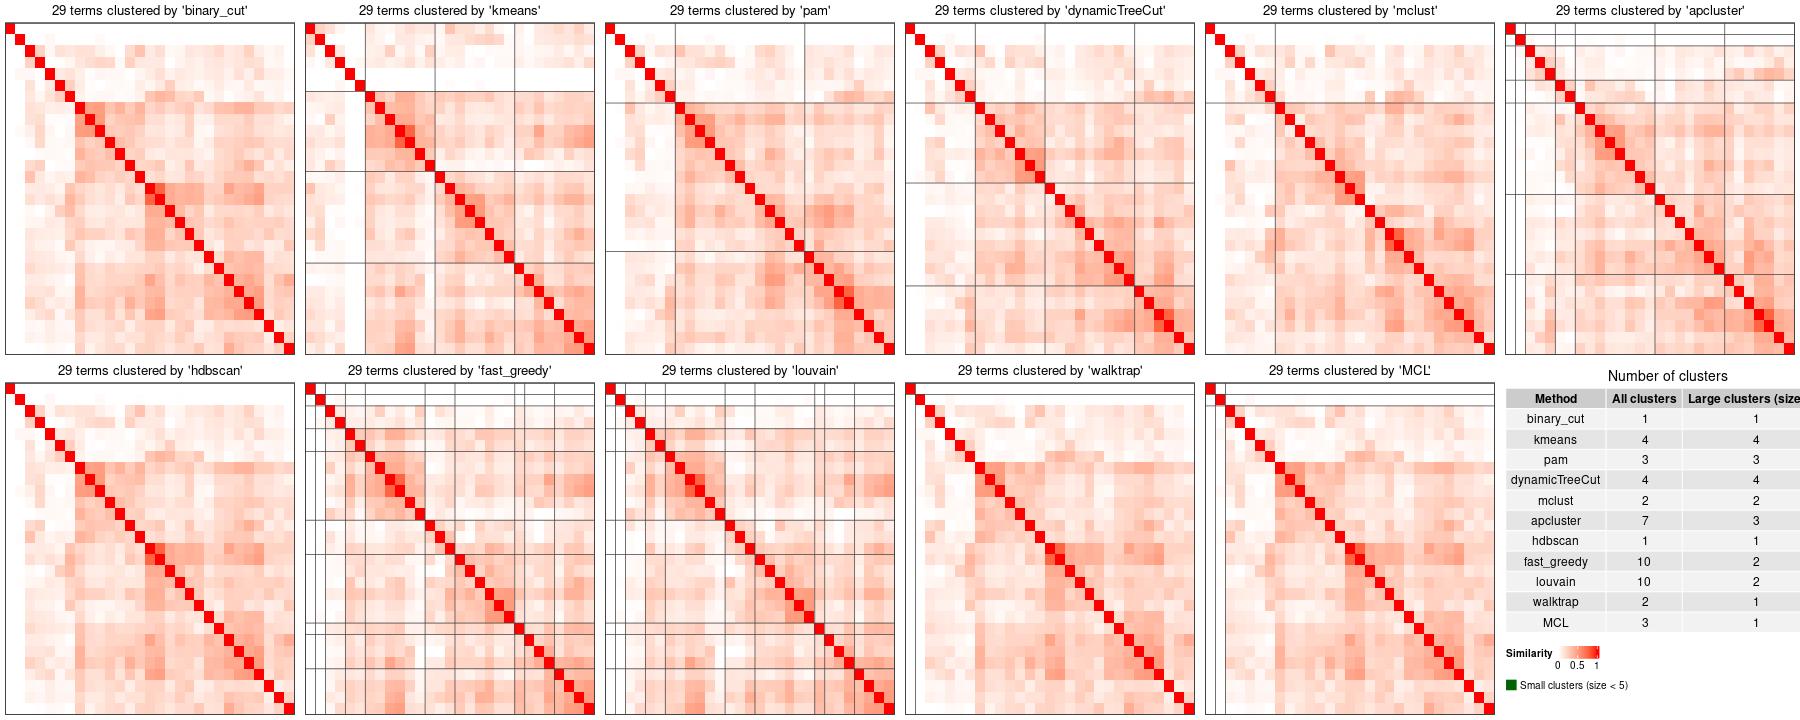 29 terms clustered by 'binary_cut'
29 terms clustered by 'kmeans'
29 terms clustered by 'pam'
29 terms clustered by 'dynamicTreeCut'
29 terms clustered by 'mclust'
29 terms clustered by 'apcluster'
29 terms clustered by 'hdbscan'
29 terms clustered by 'fast_greedy'
29 terms clustered by 'louvain'
29 terms clustered by 'walktrap'
29 terms clustered by 'MCL'
Number of clusters
Method All clusters Large clusters (size
binary_cut 1 1
kmeans 4 4
pam 3 3
dynamicTreeCut 4 4
mclust 2 2
apcluster 7 3
hdbscan 1 1
fast_greedy 10 2
louvain 10 2
walktrap 2 1
MCL 3 1
Similarity
0 0.5 1
Small clusters (size < 5)